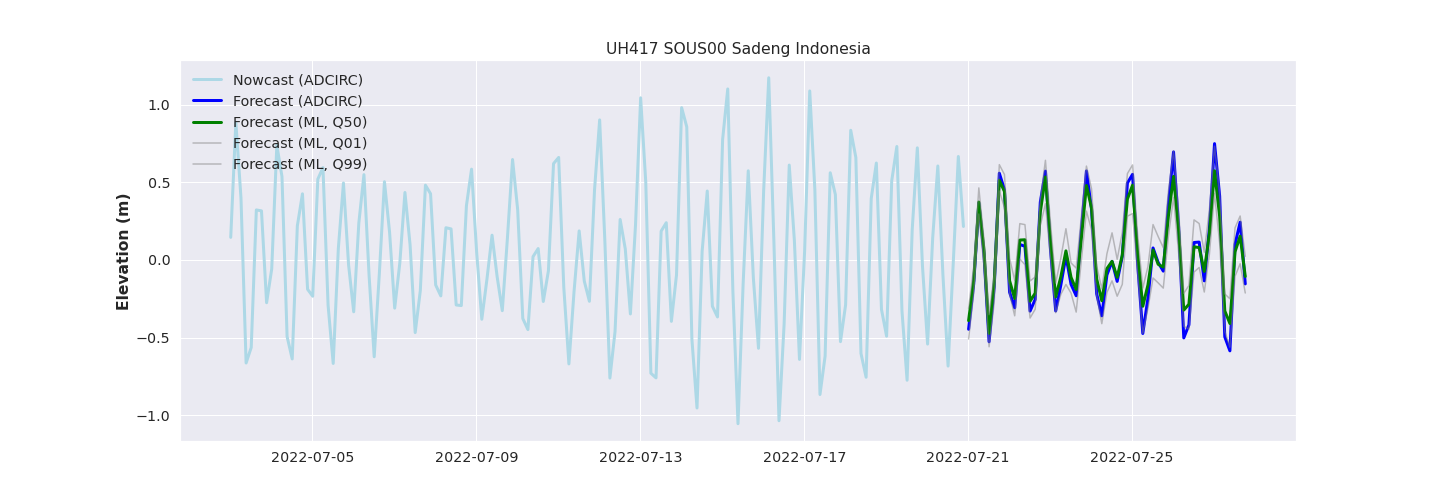 UH417 SOUS00 Sadeng Indonesia
Nowcast (ADCIRC)
Forecast (ADCIRC)
Forecast (ML, Q50)
Forecast (ML, Q01)
Forecast (ML, Q99)
Elevation (m)
1.0
0.5
0.0
−0.5
−1.0
2022-07-05
2022-07-09
2022-07-13
2022-07-17
2022-07-21
2022-07-25